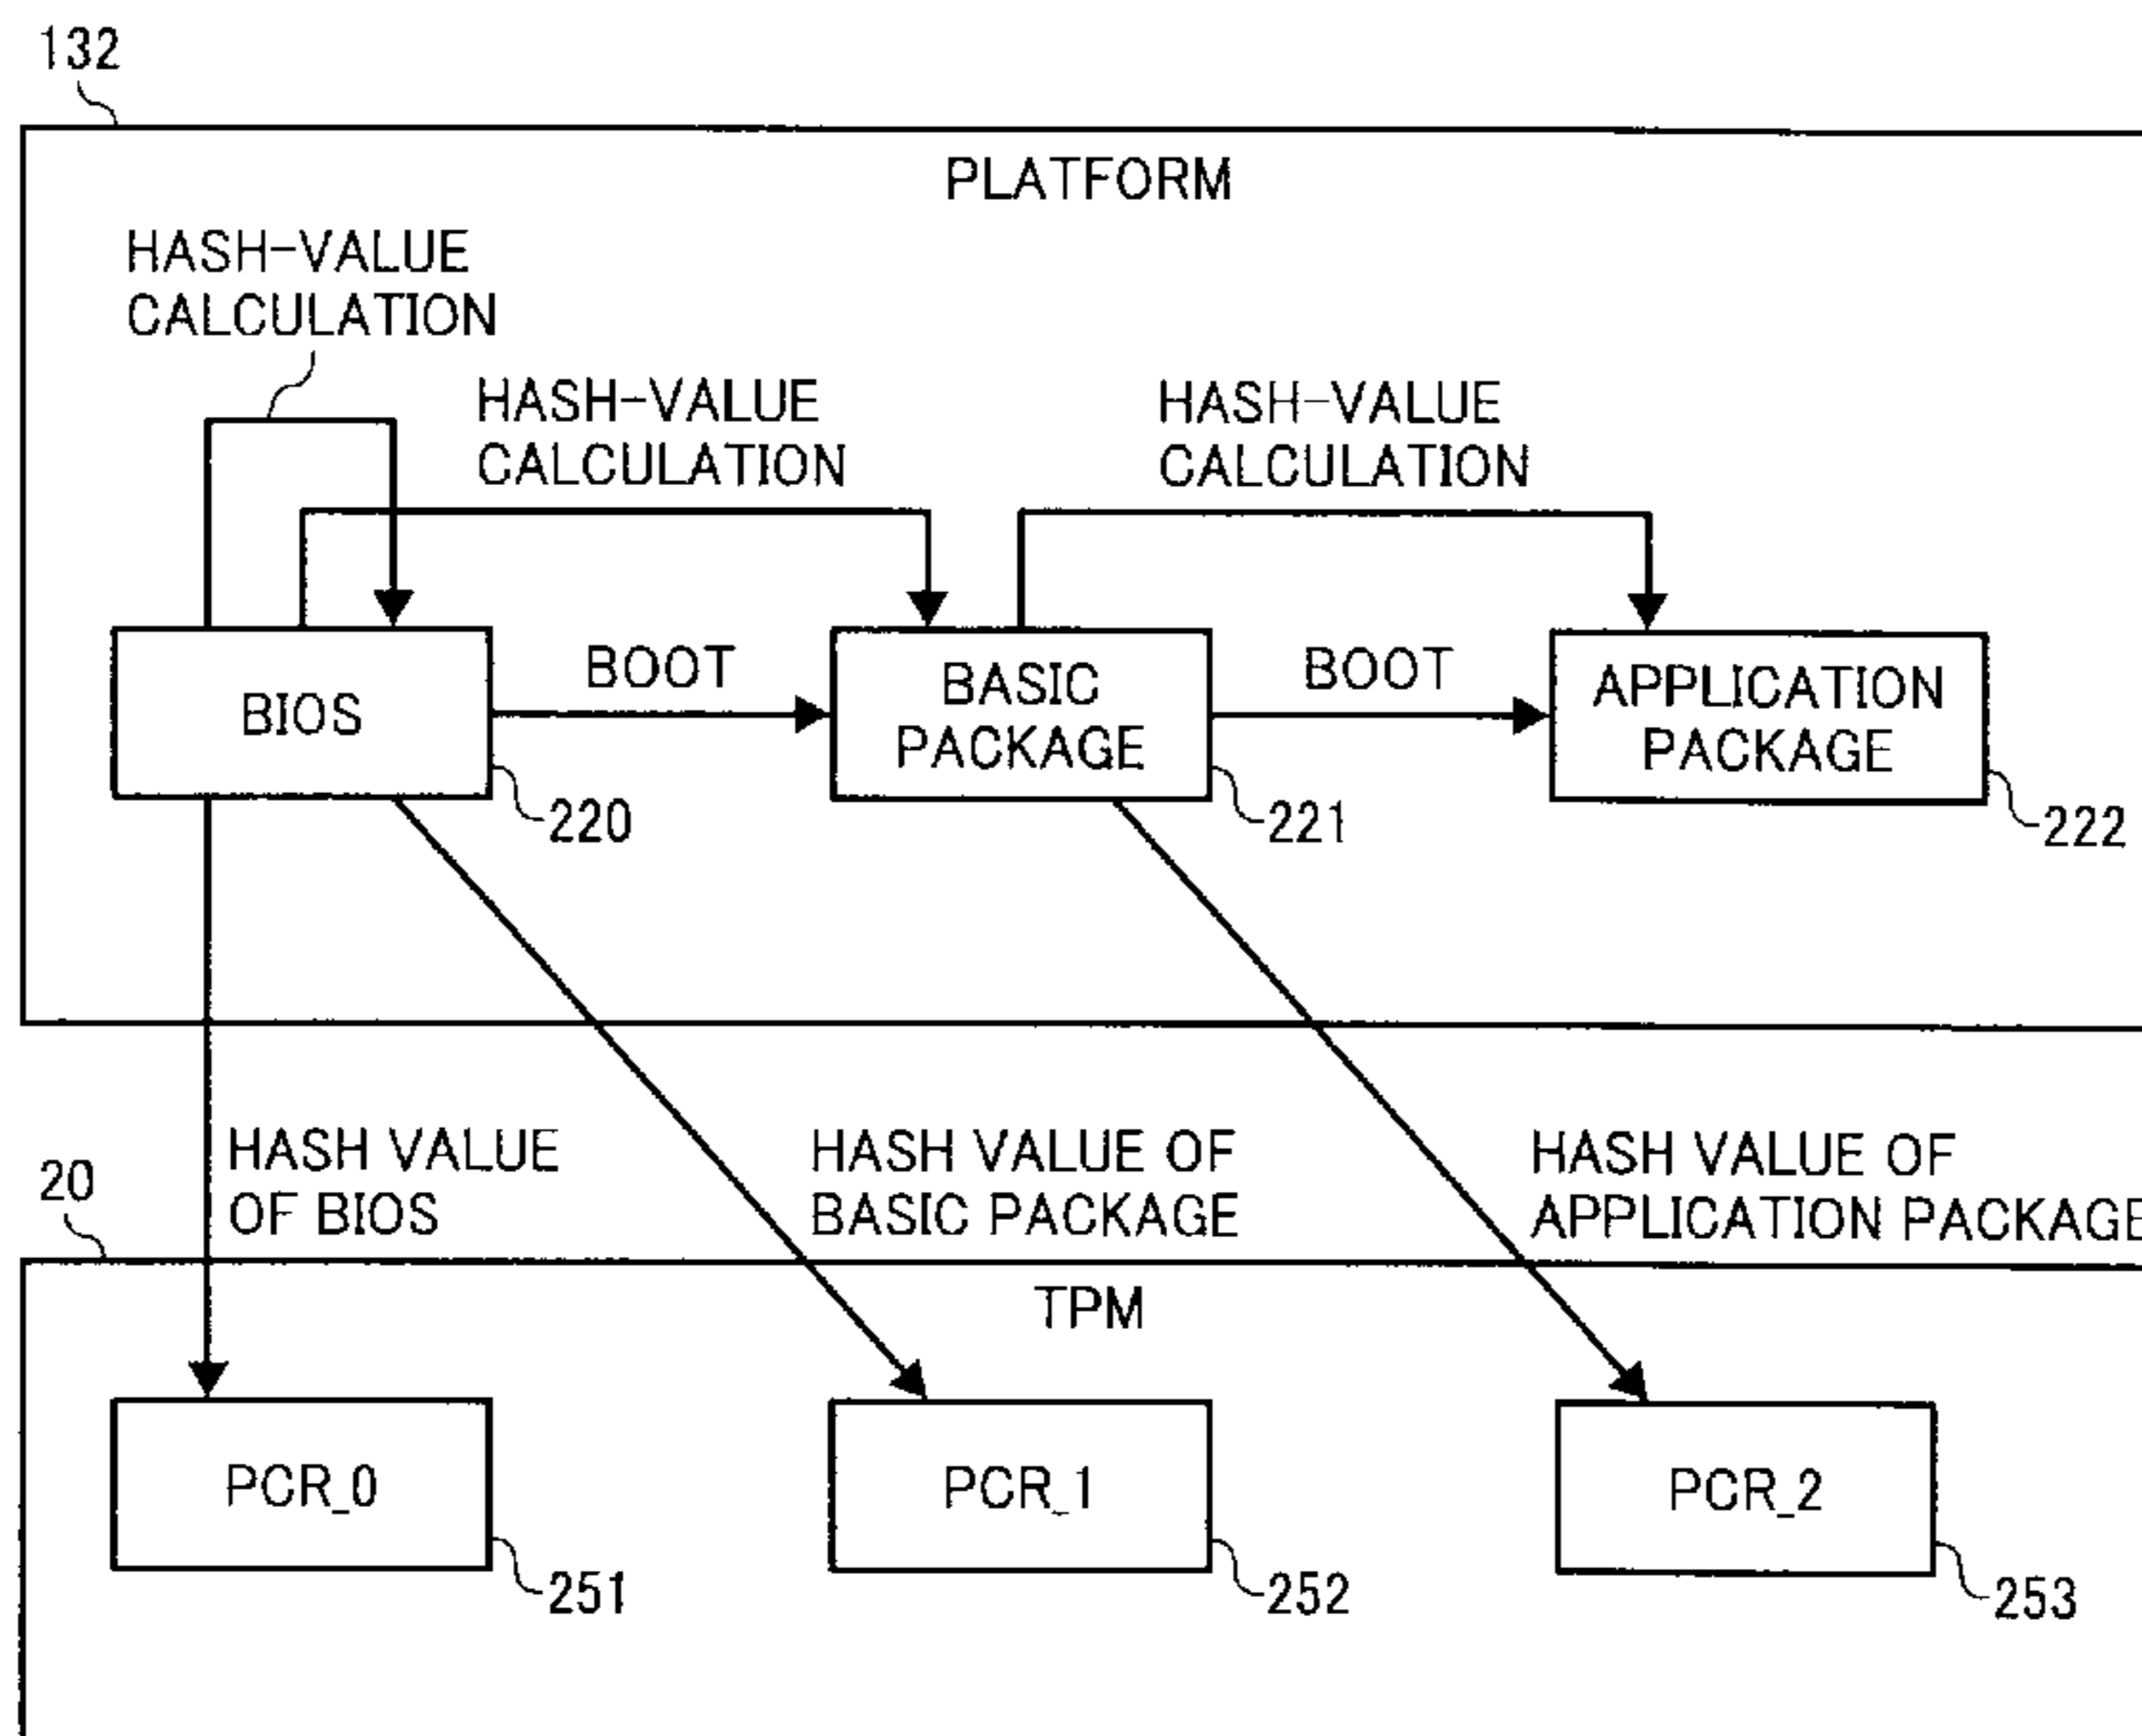 132
PLATFORM
HASH-VALUE
CALCULATION
HASH-VALUE
CALCULATION
HASH-VALUE
CALCULATION
BIOS
BOOT
BASIC
PACKAGE
BOOT
APPLICATION
PACKAGE
220
221
222
20
HASH VALUE
OF BIOS
HASH VALUE OF
BASIC PACKAGE
HASH VALUE OF
APPLICATION PACKAGE
TPM
PCR_0
PCR_1
PCR_2
251
252
253